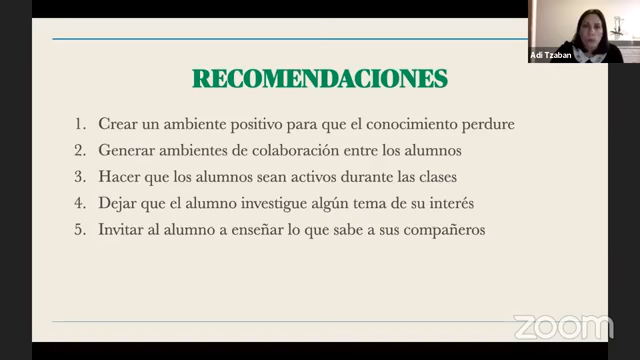 Adi Tzaban
RECOMENDACIONES
1. Crear un ambiente positivo para que el conocimiento perdure
2. Generar ambientes de colaboración entre los alumnos
3. Hacer que los alumnos sean activos durante las clases
4. Dejar que el alumno investigue algún tema de su interés
5. Invitar al alumno a enseñar lo que sabe a sus compañeros
zoom